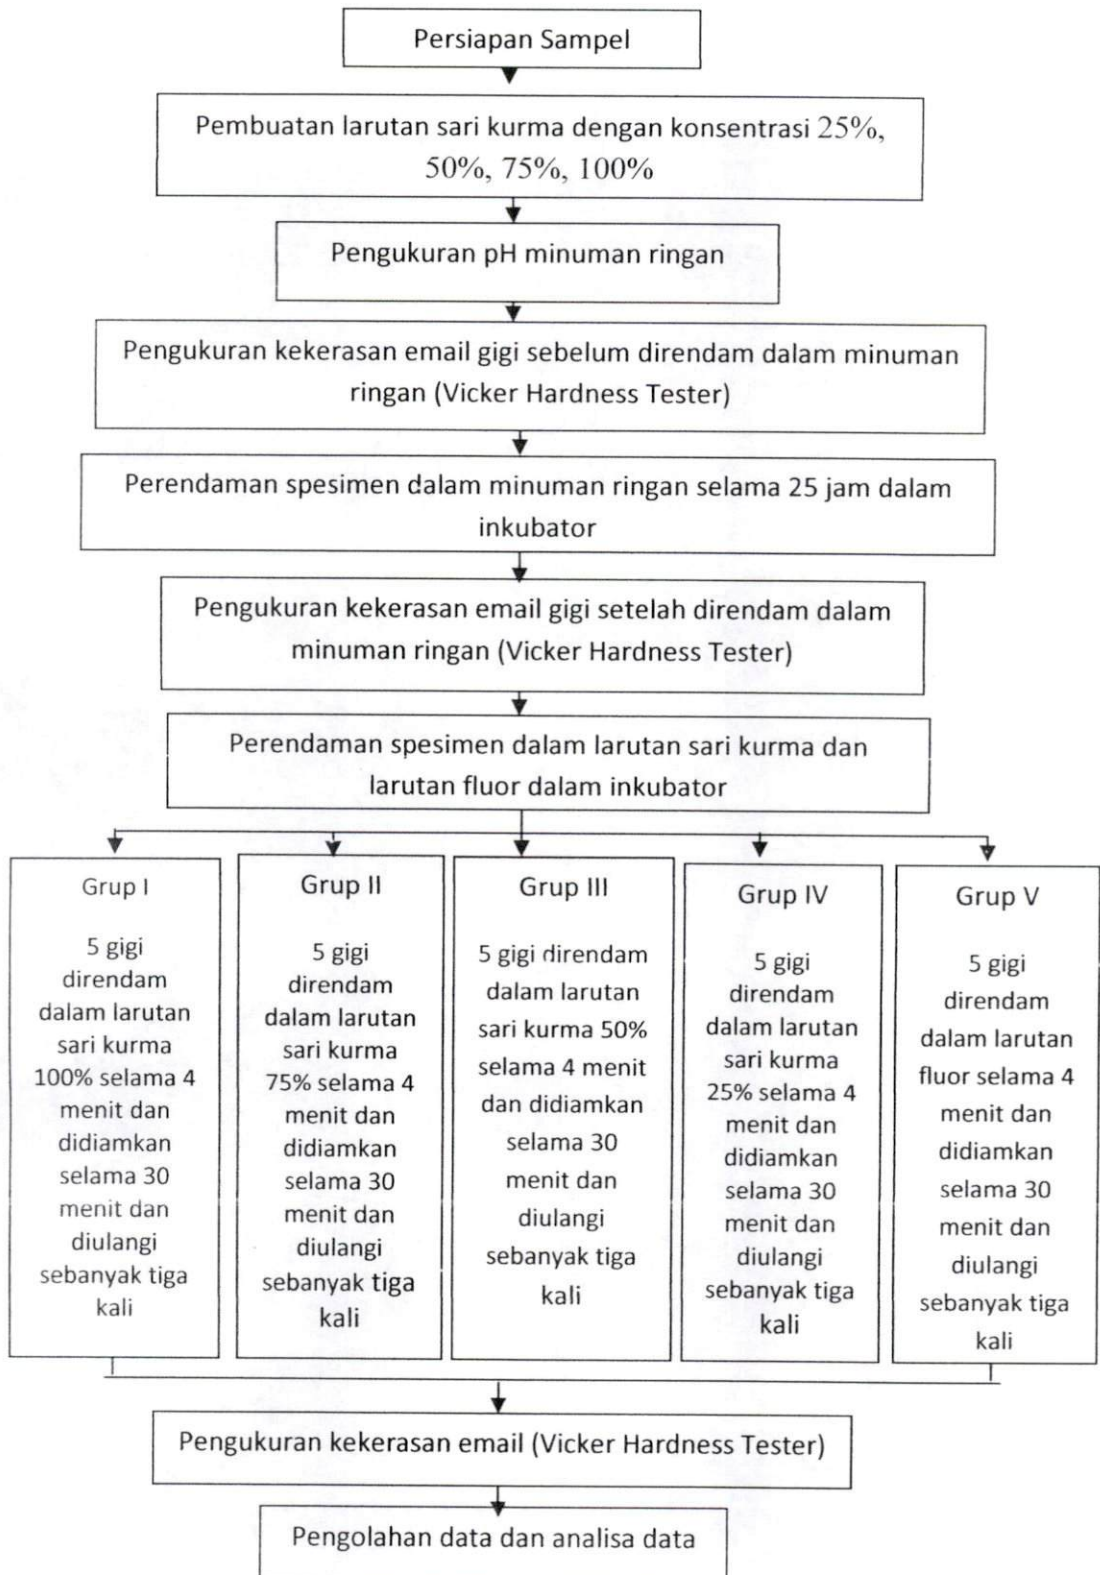 Persiapan Sampel
Pembuatan larutan sari kurma dengan konsentrasi 25%,
50%, 75%, 100%
Pengukuran pH minuman ringan
Pengukuran kekerasan email gigi sebelum direndam dalam minuman
ringan (Vicker Hardness Tester)
Perendaman spesimen dalam minuman ringan selama 25 jam dalam
inkubator
Pengukuran kekerasan email gigi setelah direndam dalam
minuman ringan (Vicker Hardness Tester)
Perendaman spesimen dalam larutan sari kurma dan
larutan fluor dalam inkubator
Grup I
5 gigi
direndam
dalam larutan
sari kurma
100% selama 4
menit dan
didiamkan
selama 30
menit dan
diulangi
sebanyak tiga
kali
Grup II
5 gigi
direndam
dalam larutan
sari kurma
75% selama 4
menit dan
didiamkan
selama 30
menit dan
diulangi
sebanyak tiga
kali
Grup III
5 gigi direndam
dalam larutan
sari kurma 50%
selama 4 menit
dan didiamkan
selama 30
menit dan
diulangi
sebanyak tiga
kali
Grup IV
5 gigi
direndam
dalam larutan
sari kurma
25% selama 4
menit dan
didiamkan
selama 30
menit dan
diulangi
sebanyak tiga
kali
Grup V
5 gigi
direndam
dalam larutan
fluor selama 4
menit dan
didiamkan
selama 30
menit dan
diulangi
sebanyak tiga
kali
Pengukuran kekerasan email (Vicker Hardness Tester)
Pengolahan data dan analisa data